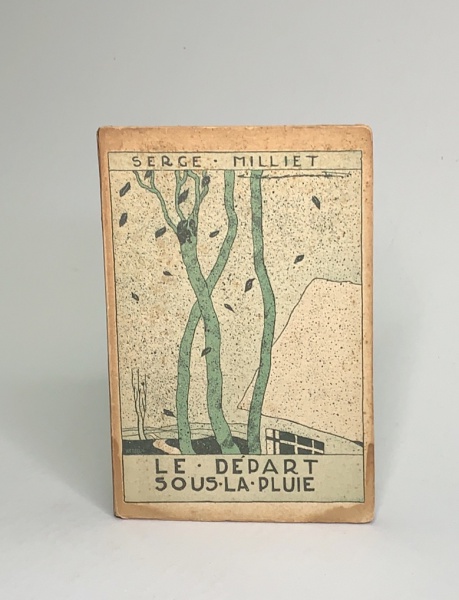 SERGE · MILLIET
LE · DÉPART
SOUS · LA · PLUIE